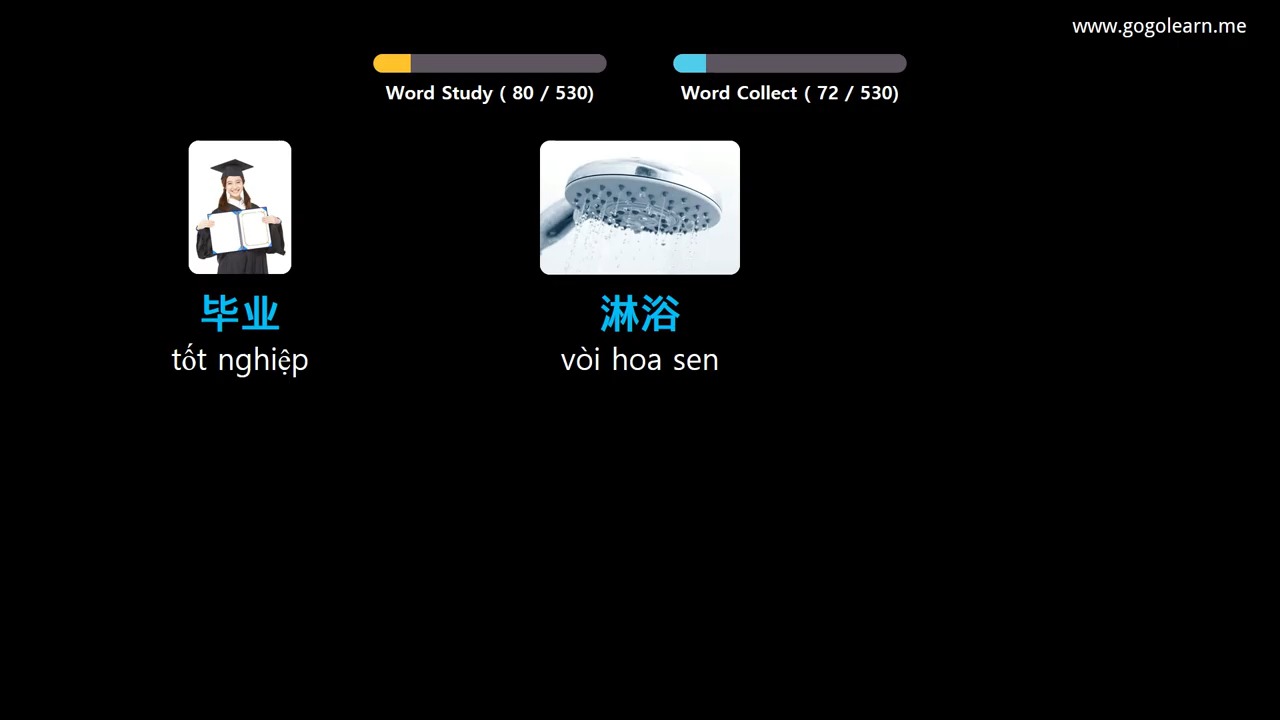 www.gogolearn.me
Word Study ( 80 / 530)
Word Collect ( 72 / 530)
毕业
tốt nghiệp
淋浴
vòi hoa sen